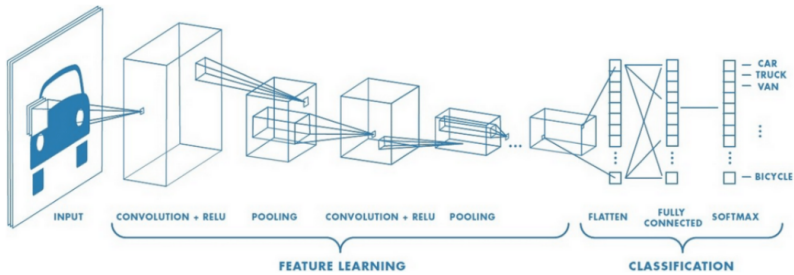 CAR
TRUCK
VAN
BICYCLE
INPUT
CONVOLUTION + RELU
POOLING
CONVOLUTION + RELU
POOLING
FLATTEN
FULLY
CONNECTED
SOFTMAX
FEATURE LEARNING
CLASSIFICATION